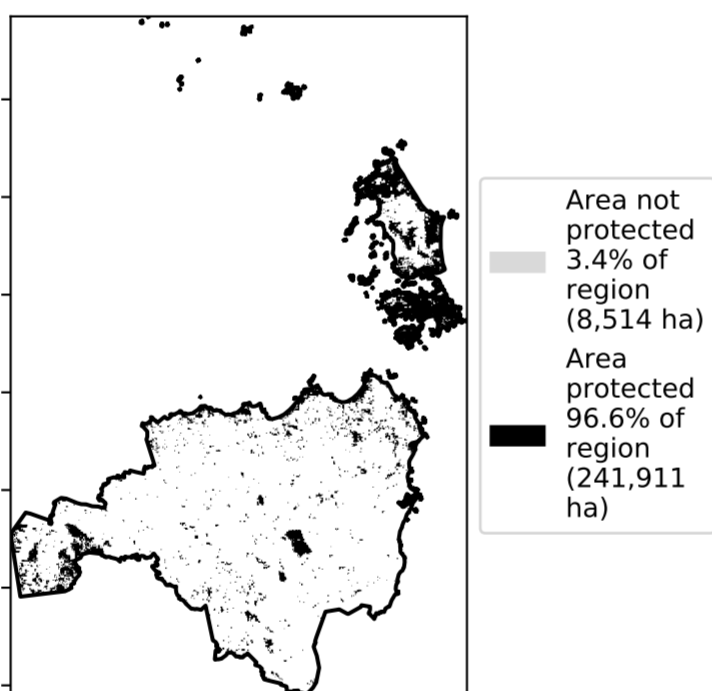 Area not
protected
3.4% of
region
(8,514 ha)
Area
protected
96.6% of
region
(241,911
ha)